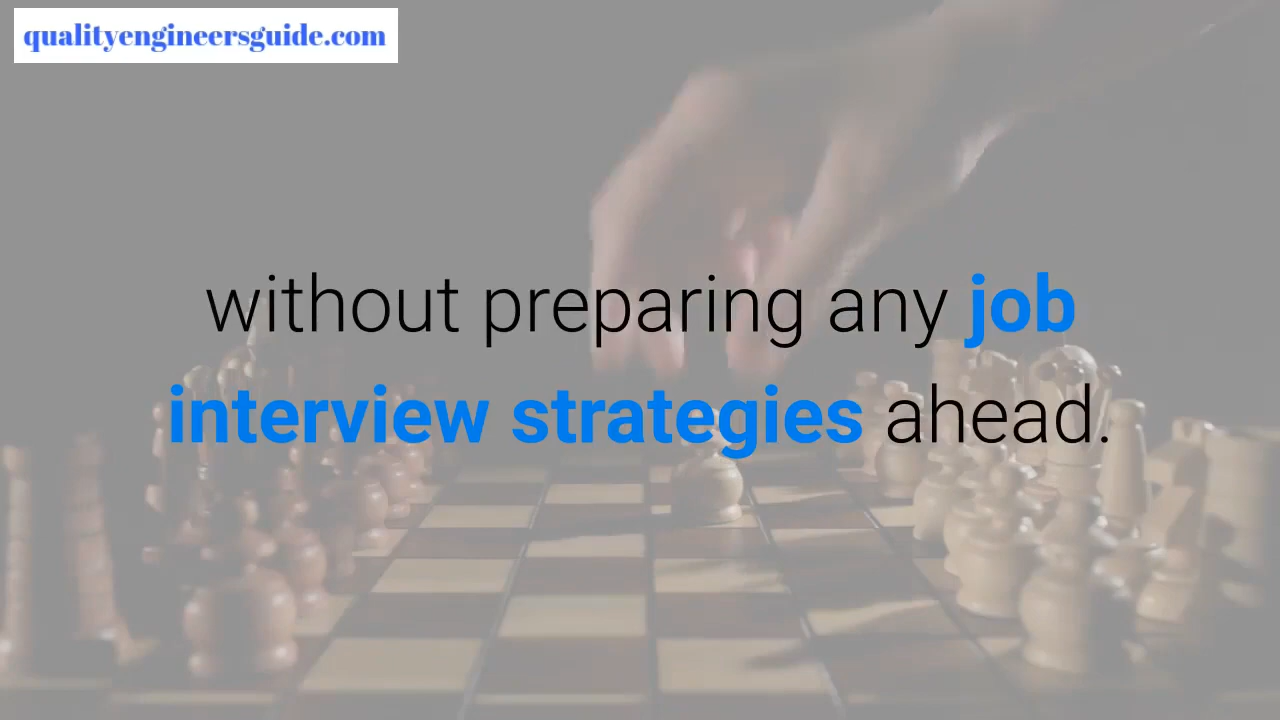 qualityengineersguide.com
without preparing any job
interview strategies ahead.